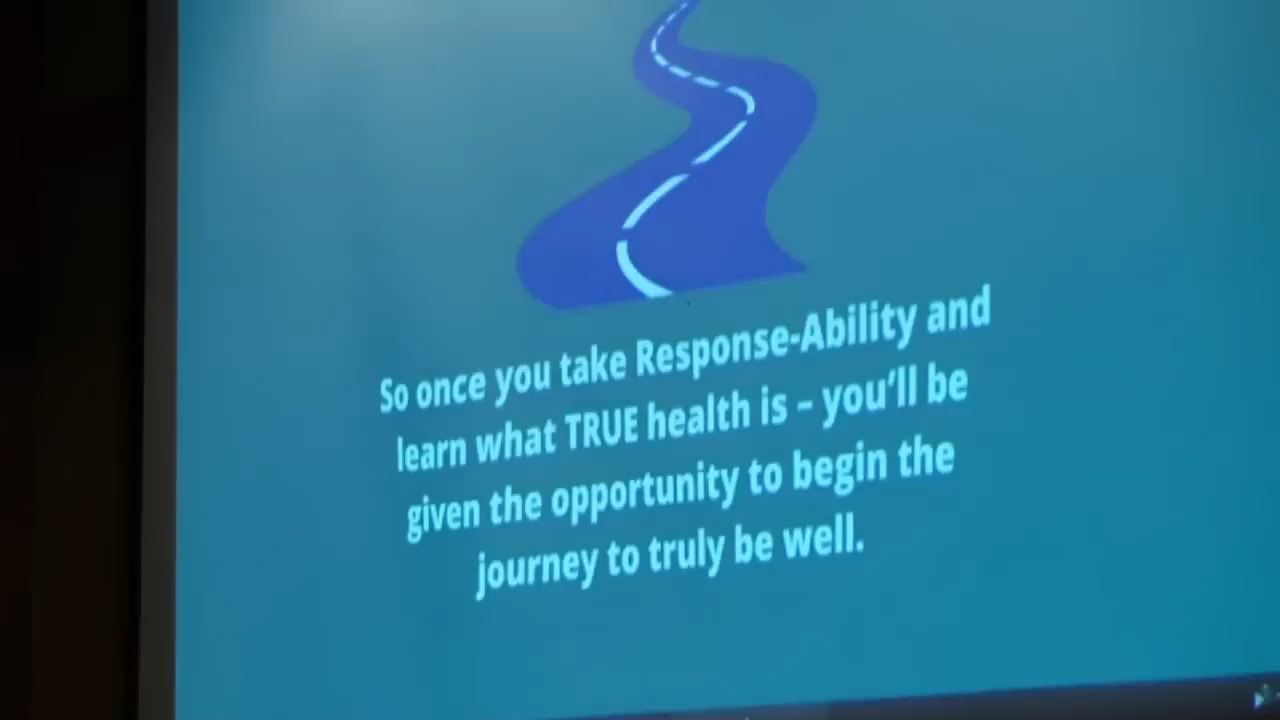 So once you take Response-Ability and
learn what TRUE health is – you'll be
given the opportunity to begin the
journey to truly be well.